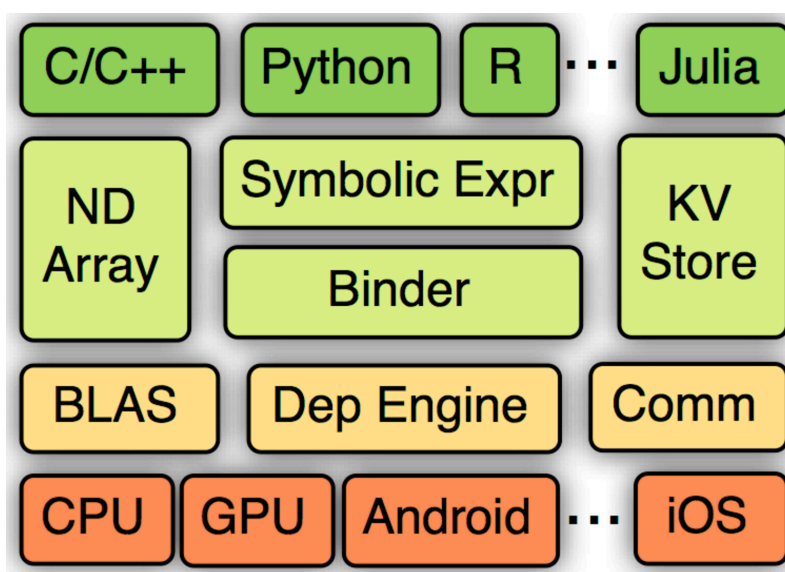 C/C++ Python R ... Julia
ND Array
Symbolic Expr
Binder
KV Store
BLAS Dep Engine Comm
CPU GPU Android ... iOS